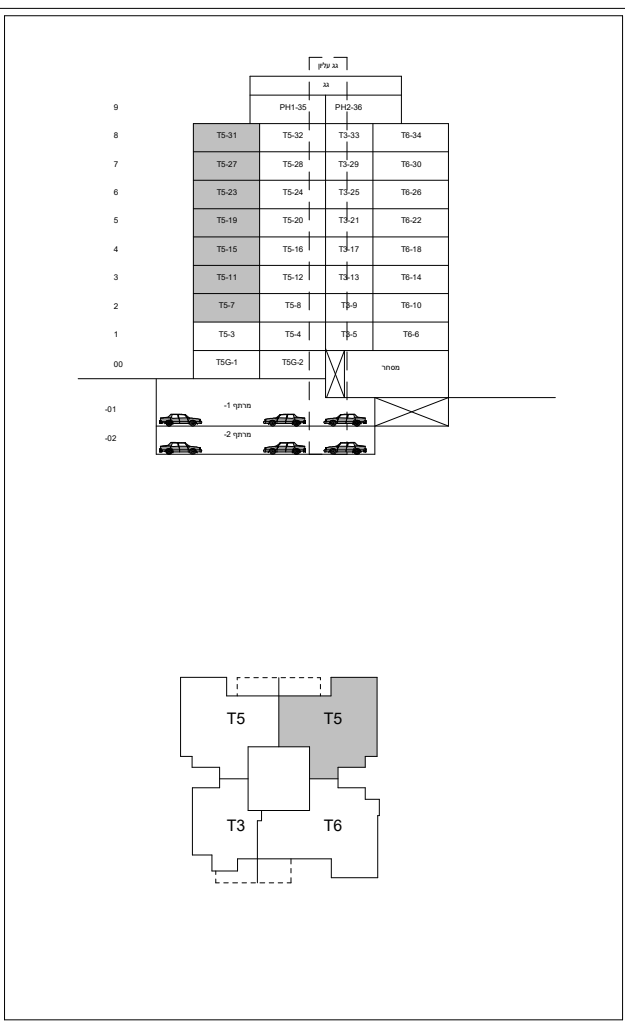 גג עליון
גג
9 PH1-35 PH2-36
8 T5-31 T5-32 T3-33 T6-34
7 T5-27 T5-28 T3-29 T6-30
6 T5-23 T5-24 T3-25 T6-26
5 T5-19 T5-20 T3-21 T6-22
4 T5-15 T5-16 T3-17 T6-18
3 T5-11 T5-12 T3-13 T6-14
2 T5-7 T5-8 T3-9 T6-10
1 T5-3 T5-4 T3-5 T6-6
00 T5G-1 T5G-2 מסחר
-01 מרתף 1-
-02 מרתף 2-
T5 T5
T3 T6